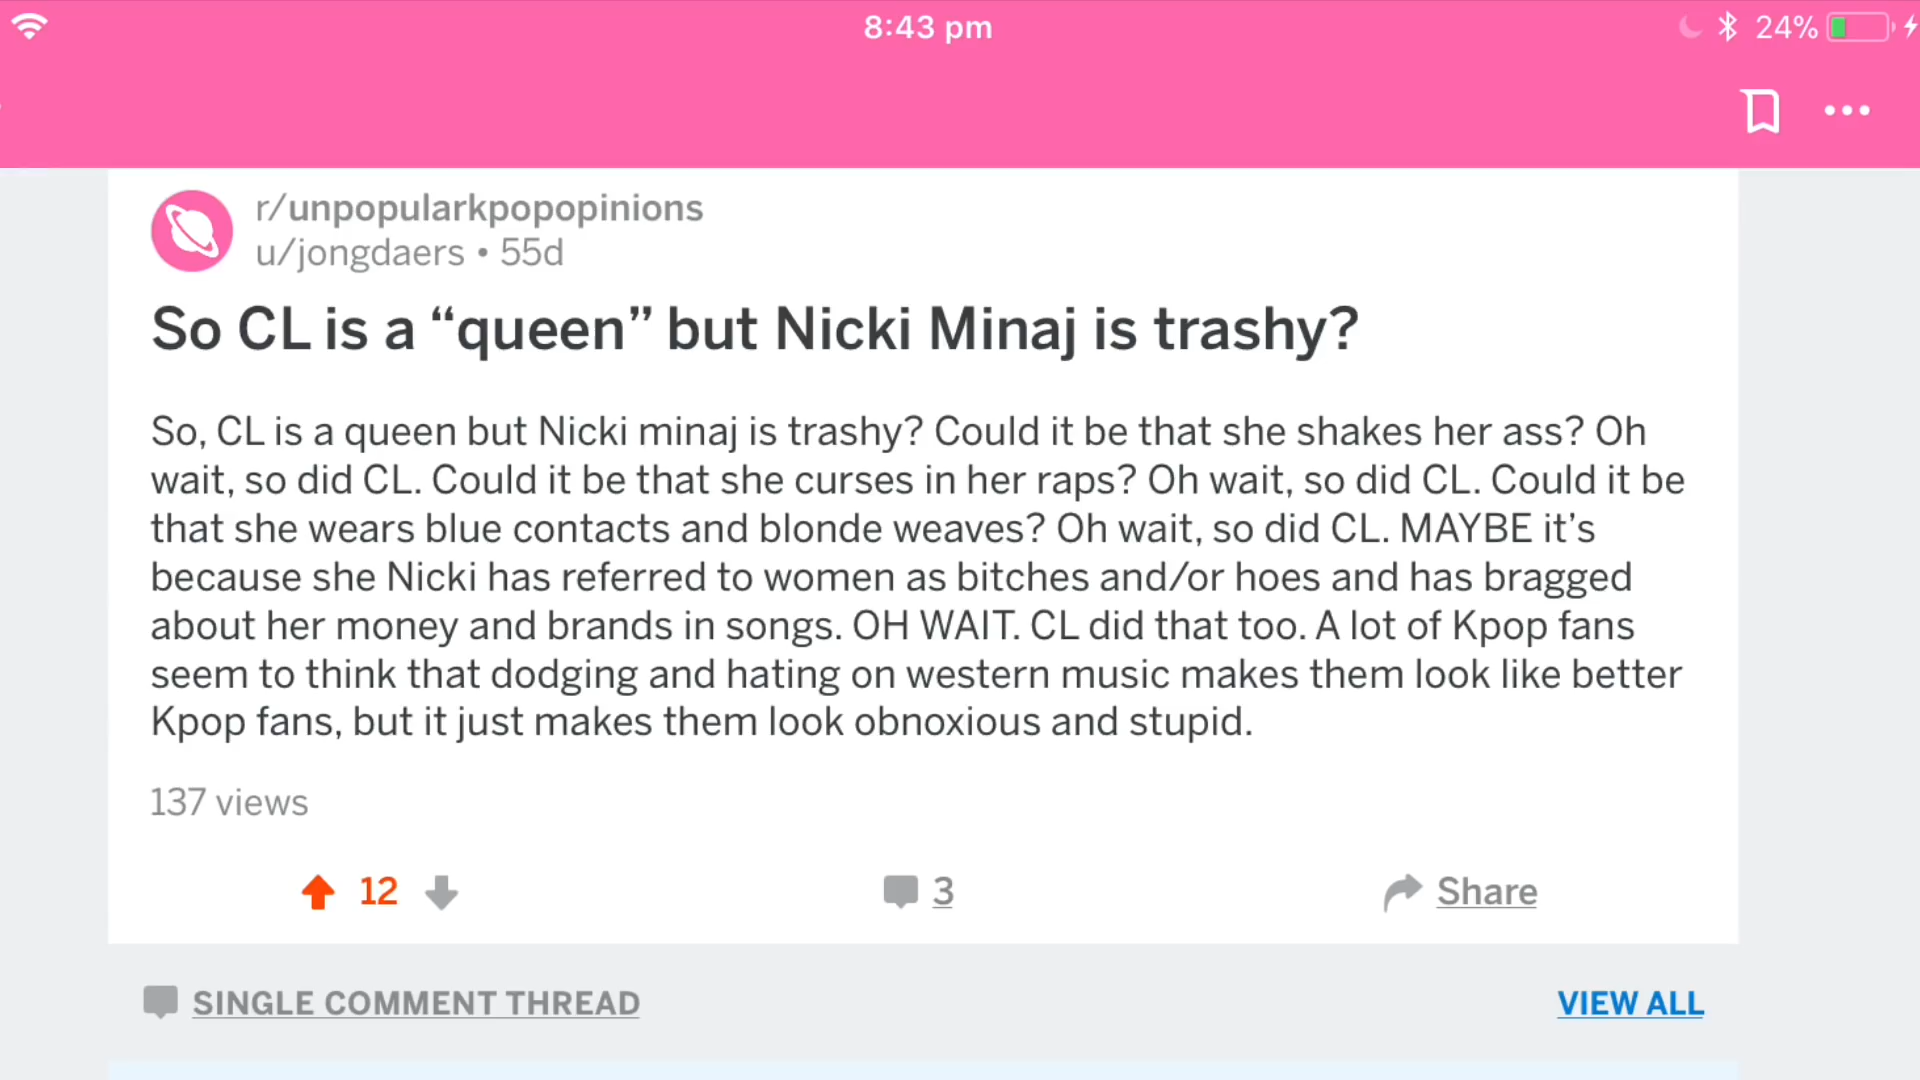 8:43 pm
24%
r/unpopularkpopopinions
u/jongdaers • 55d
So CL is a “queen” but Nicki Minaj is trashy?
So, CL is a queen but Nicki minaj is trashy? Could it be that she shakes her ass? Oh
wait, so did CL. Could it be that she curses in her raps? Oh wait, so did CL. Could it be
that she wears blue contacts and blonde weaves? Oh wait, so did CL. MAYBE it’s
because she Nicki has referred to women as bitches and/or hoes and has bragged
about her money and brands in songs. OH WAIT. CL did that too. A lot of Kpop fans
seem to think that dodging and hating on western music makes them look like better
Kpop fans, but it just makes them look obnoxious and stupid.
137 views
12
3
Share
SINGLE COMMENT THREAD
VIEW ALL